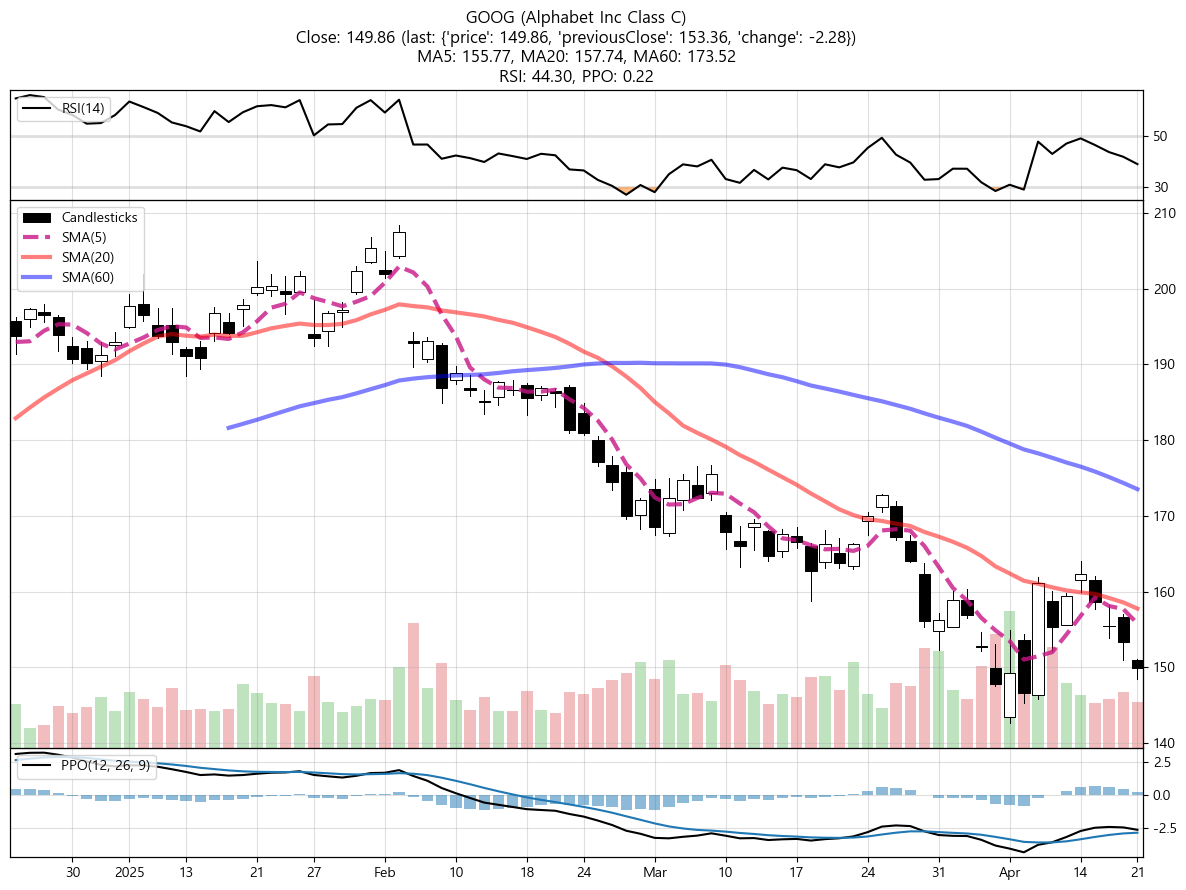 GOOG (Alphabet Inc Class C)
Close: 149.86 (last: {'price': 149.86, 'previousClose': 153.36, 'change': -2.28})
MA5: 155.77, MA20: 157.74, MA60: 173.52
RSI: 44.30, PPO: 0.22
RSI(14)
50
30
Candlesticks
SMA(5)
SMA(20)
SMA(60)
210
200
190
180
170
160
150
140
PPO(12, 26, 9)
2.5
0.0
−2.5
30 2025 13 21 27 Feb 10 18 24 Mar 10 17 24 31 Apr 14 21